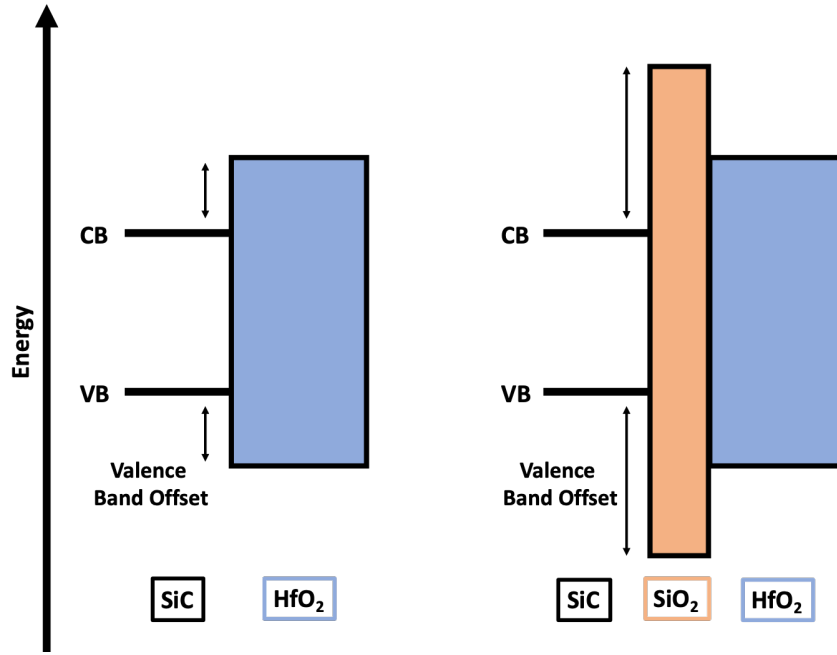 Energy
CB
VB
Valence
Band Offset
SiC
HfO₂
CB
VB
Valence
Band Offset
SiC
SiO₂
HfO₂